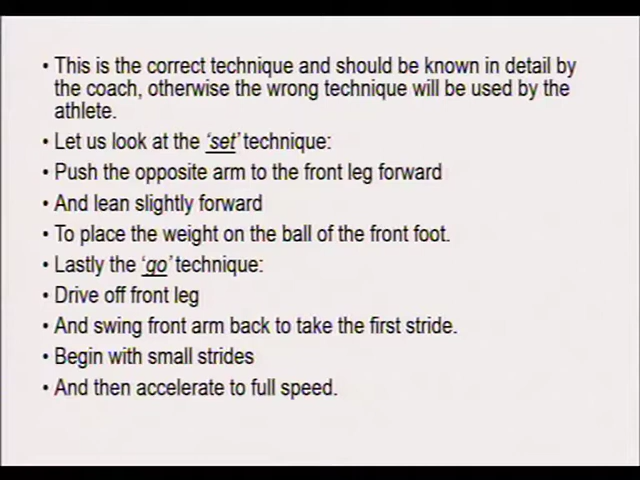 • This is the correct technique and should be known in detail by
the coach, otherwise the wrong technique will be used by the
athlete.
• Let us look at the ‘set’ technique:
• Push the opposite arm to the front leg forward
• And lean slightly forward
• To place the weight on the ball of the front foot.
• Lastly the ‘go’ technique:
• Drive off front leg
• And swing front arm back to take the first stride.
• Begin with small strides
• And then accelerate to full speed.